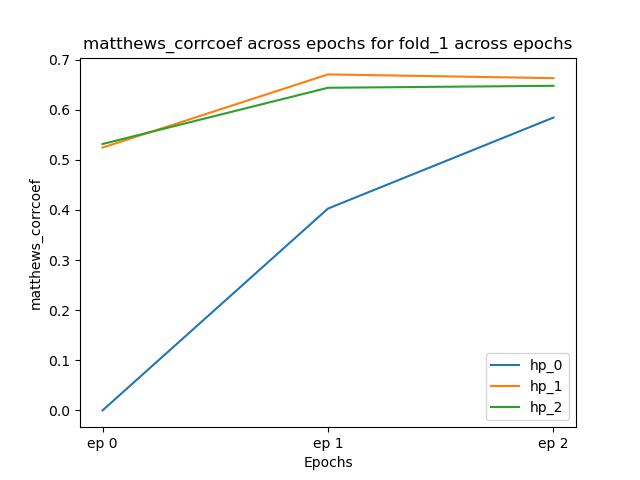 matthews_corrcoef across epochs for fold_1 across epochs
matthews_corrcoef
0.7
0.6
0.5
0.4
0.3
0.2
0.1
0.0
hp_0
hp_1
hp_2
ep 0
ep 1
ep 2
Epochs